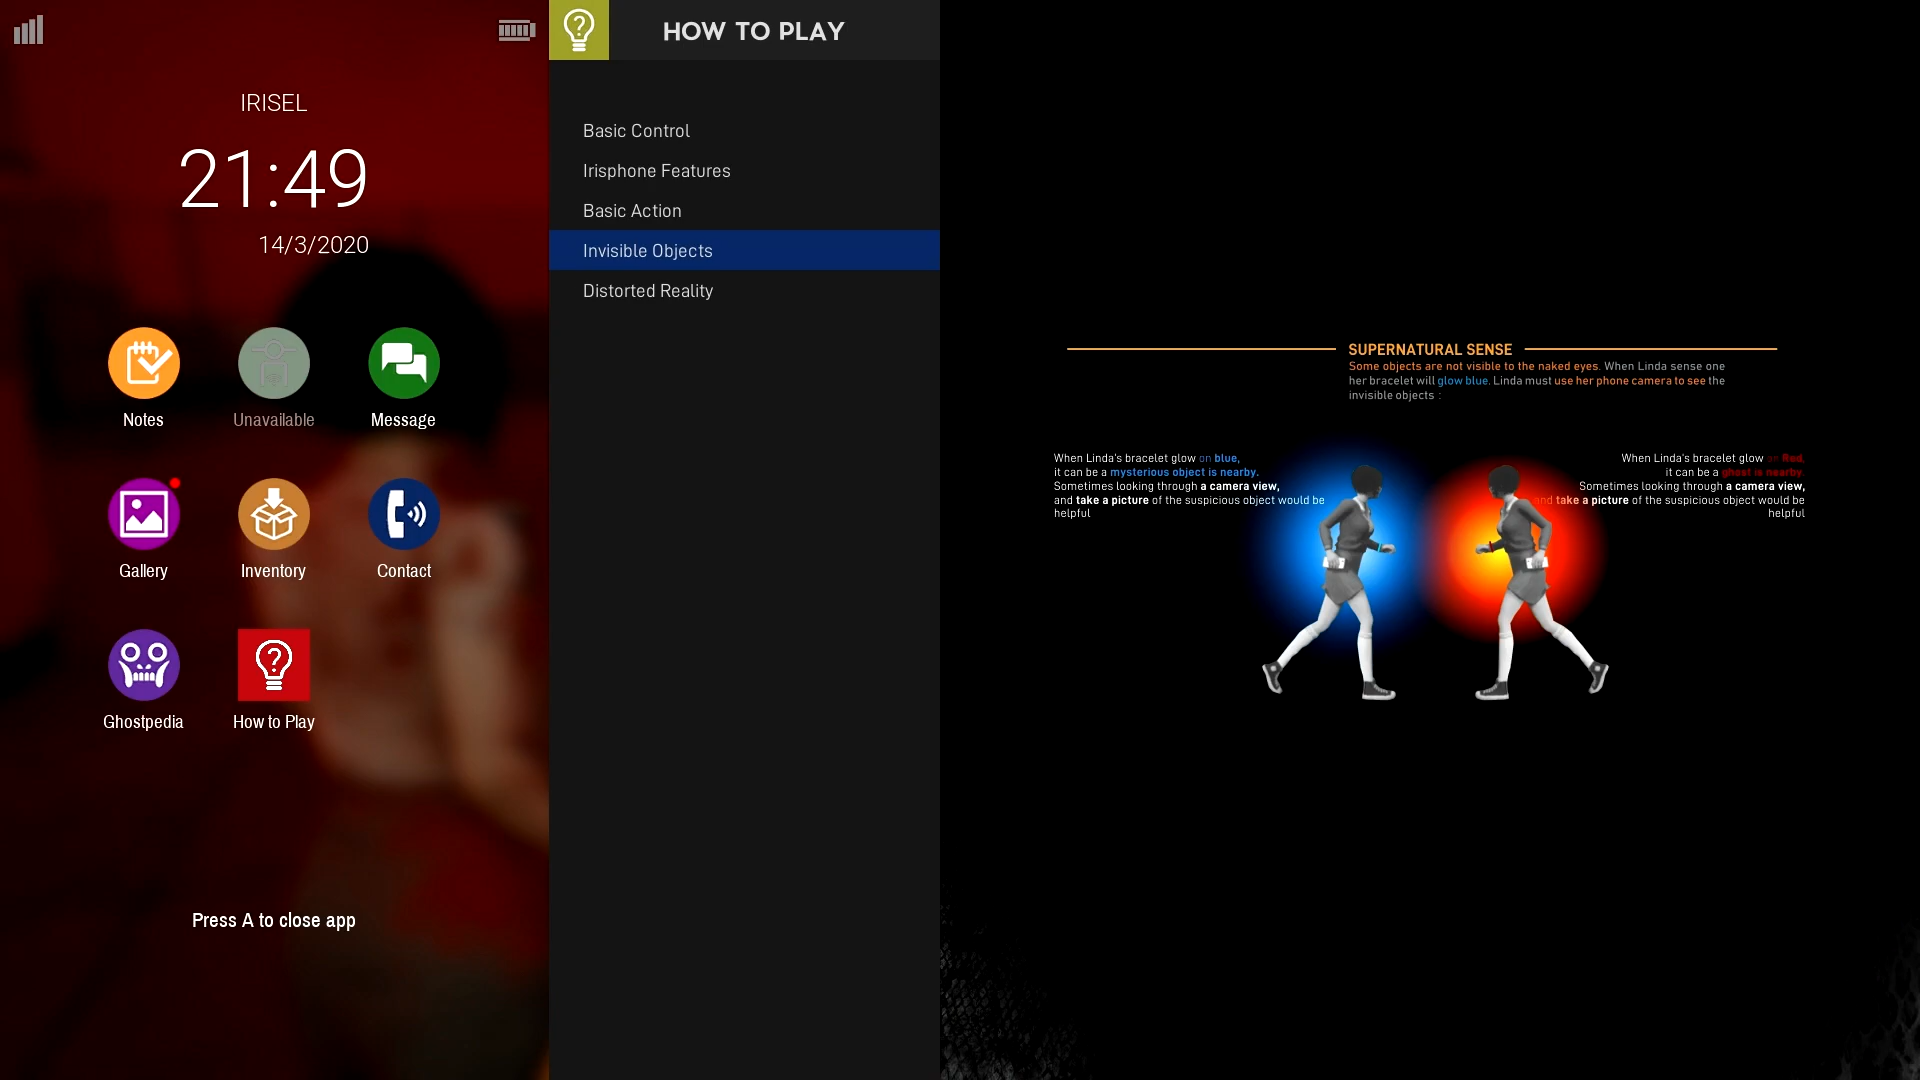 IRISEL
21:49
14/3/2020
Notes
Unavailable
Message
Gallery
Inventory
Contact
Ghostpedia
How to Play
Press A to close app
HOW TO PLAY
Basic Control
Irisphone Features
Basic Action
Invisible Objects
Distorted Reality
SUPERNATURAL SENSE
Some objects are not visible to the naked eyes. When Linda sense one
her bracelet will glow blue. Linda must use her phone camera to see the
invisible objects :
When Linda's bracelet glow on blue,
it can be a mysterious object is nearby.
Sometimes looking through a camera view,
and take a picture of the suspicious object would be
helpful
When Linda's bracelet glow on Red,
it can be a ghost is nearby.
Sometimes looking through a camera view,
and take a picture of the suspicious object would be
helpful